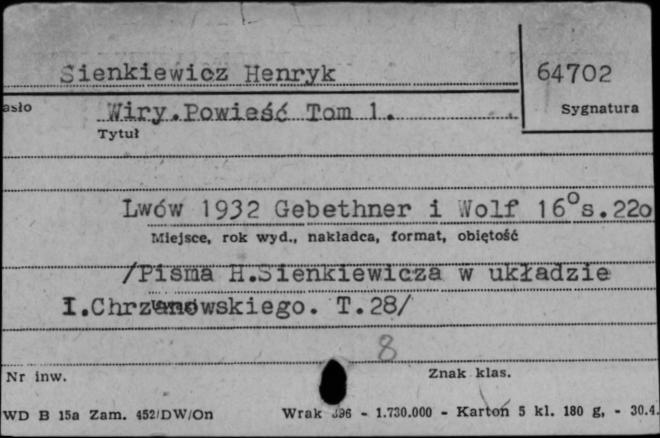 Sienkiewicz Henryk
64702
asło
Wiry.Powieść Tom 1.
Sygnatura
Tytuł
Lwów 1932 Gebethner i Wolf 16°s.220
Miejsce, rok wyd., nakładca, format, objętość
/Pisma H.Sienkiewicza w układzie
I.Chrzanowskiego. T.28/
8
Nr inw.
Znak klas.
WD B 15a Zam. 452/DW/On
Wrak 396 - 1.730.000 - Karton 5 kl. 180 g, - 30.4.